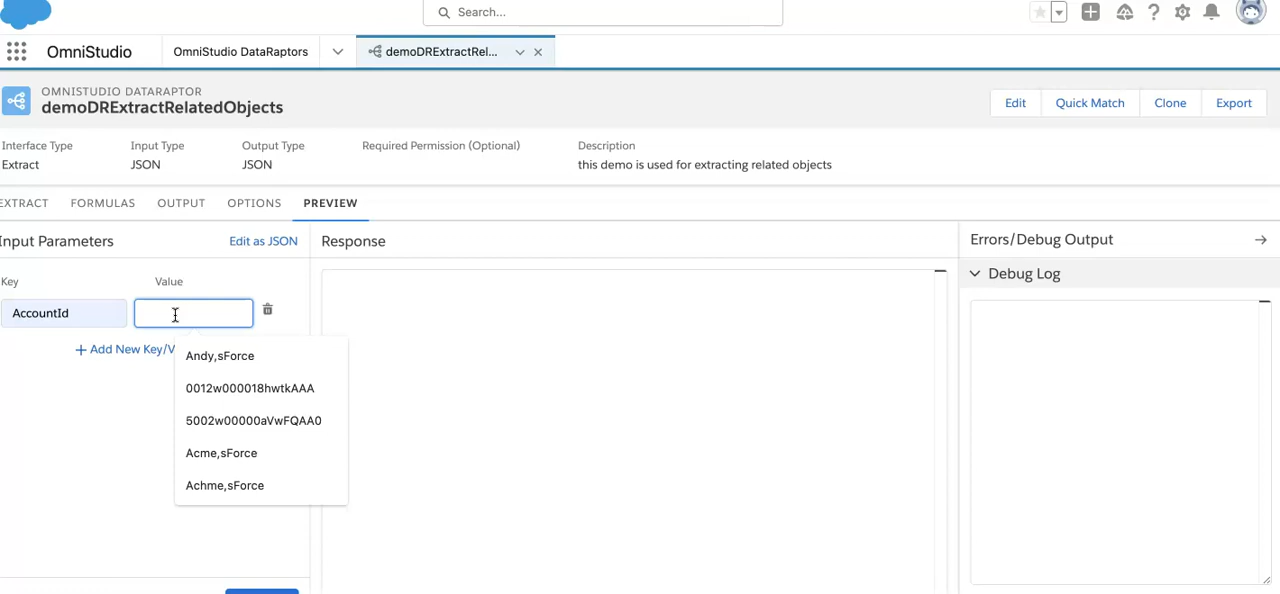 Search...
OmniStudio
OmniStudio DataRaptors
demoDRExtractRel...
OMNISTUDIO DATARAPTOR
demoDRExtractRelatedObjects
Edit
Quick Match
Clone
Export
Interface Type
Input Type
Output Type
Required Permission (Optional)
Description
Extract
JSON
JSON
this demo is used for extracting related objects
EXTRACT
FORMULAS
OUTPUT
OPTIONS
PREVIEW
Input Parameters
Edit as JSON
Response
Errors/Debug Output
Debug Log
Key
Value
AccountId
+ Add New Key/V
Andy,sForce
0012w000018hwtkAAA
5002w00000aVwFQAA0
Acme,sForce
Achme,sForce